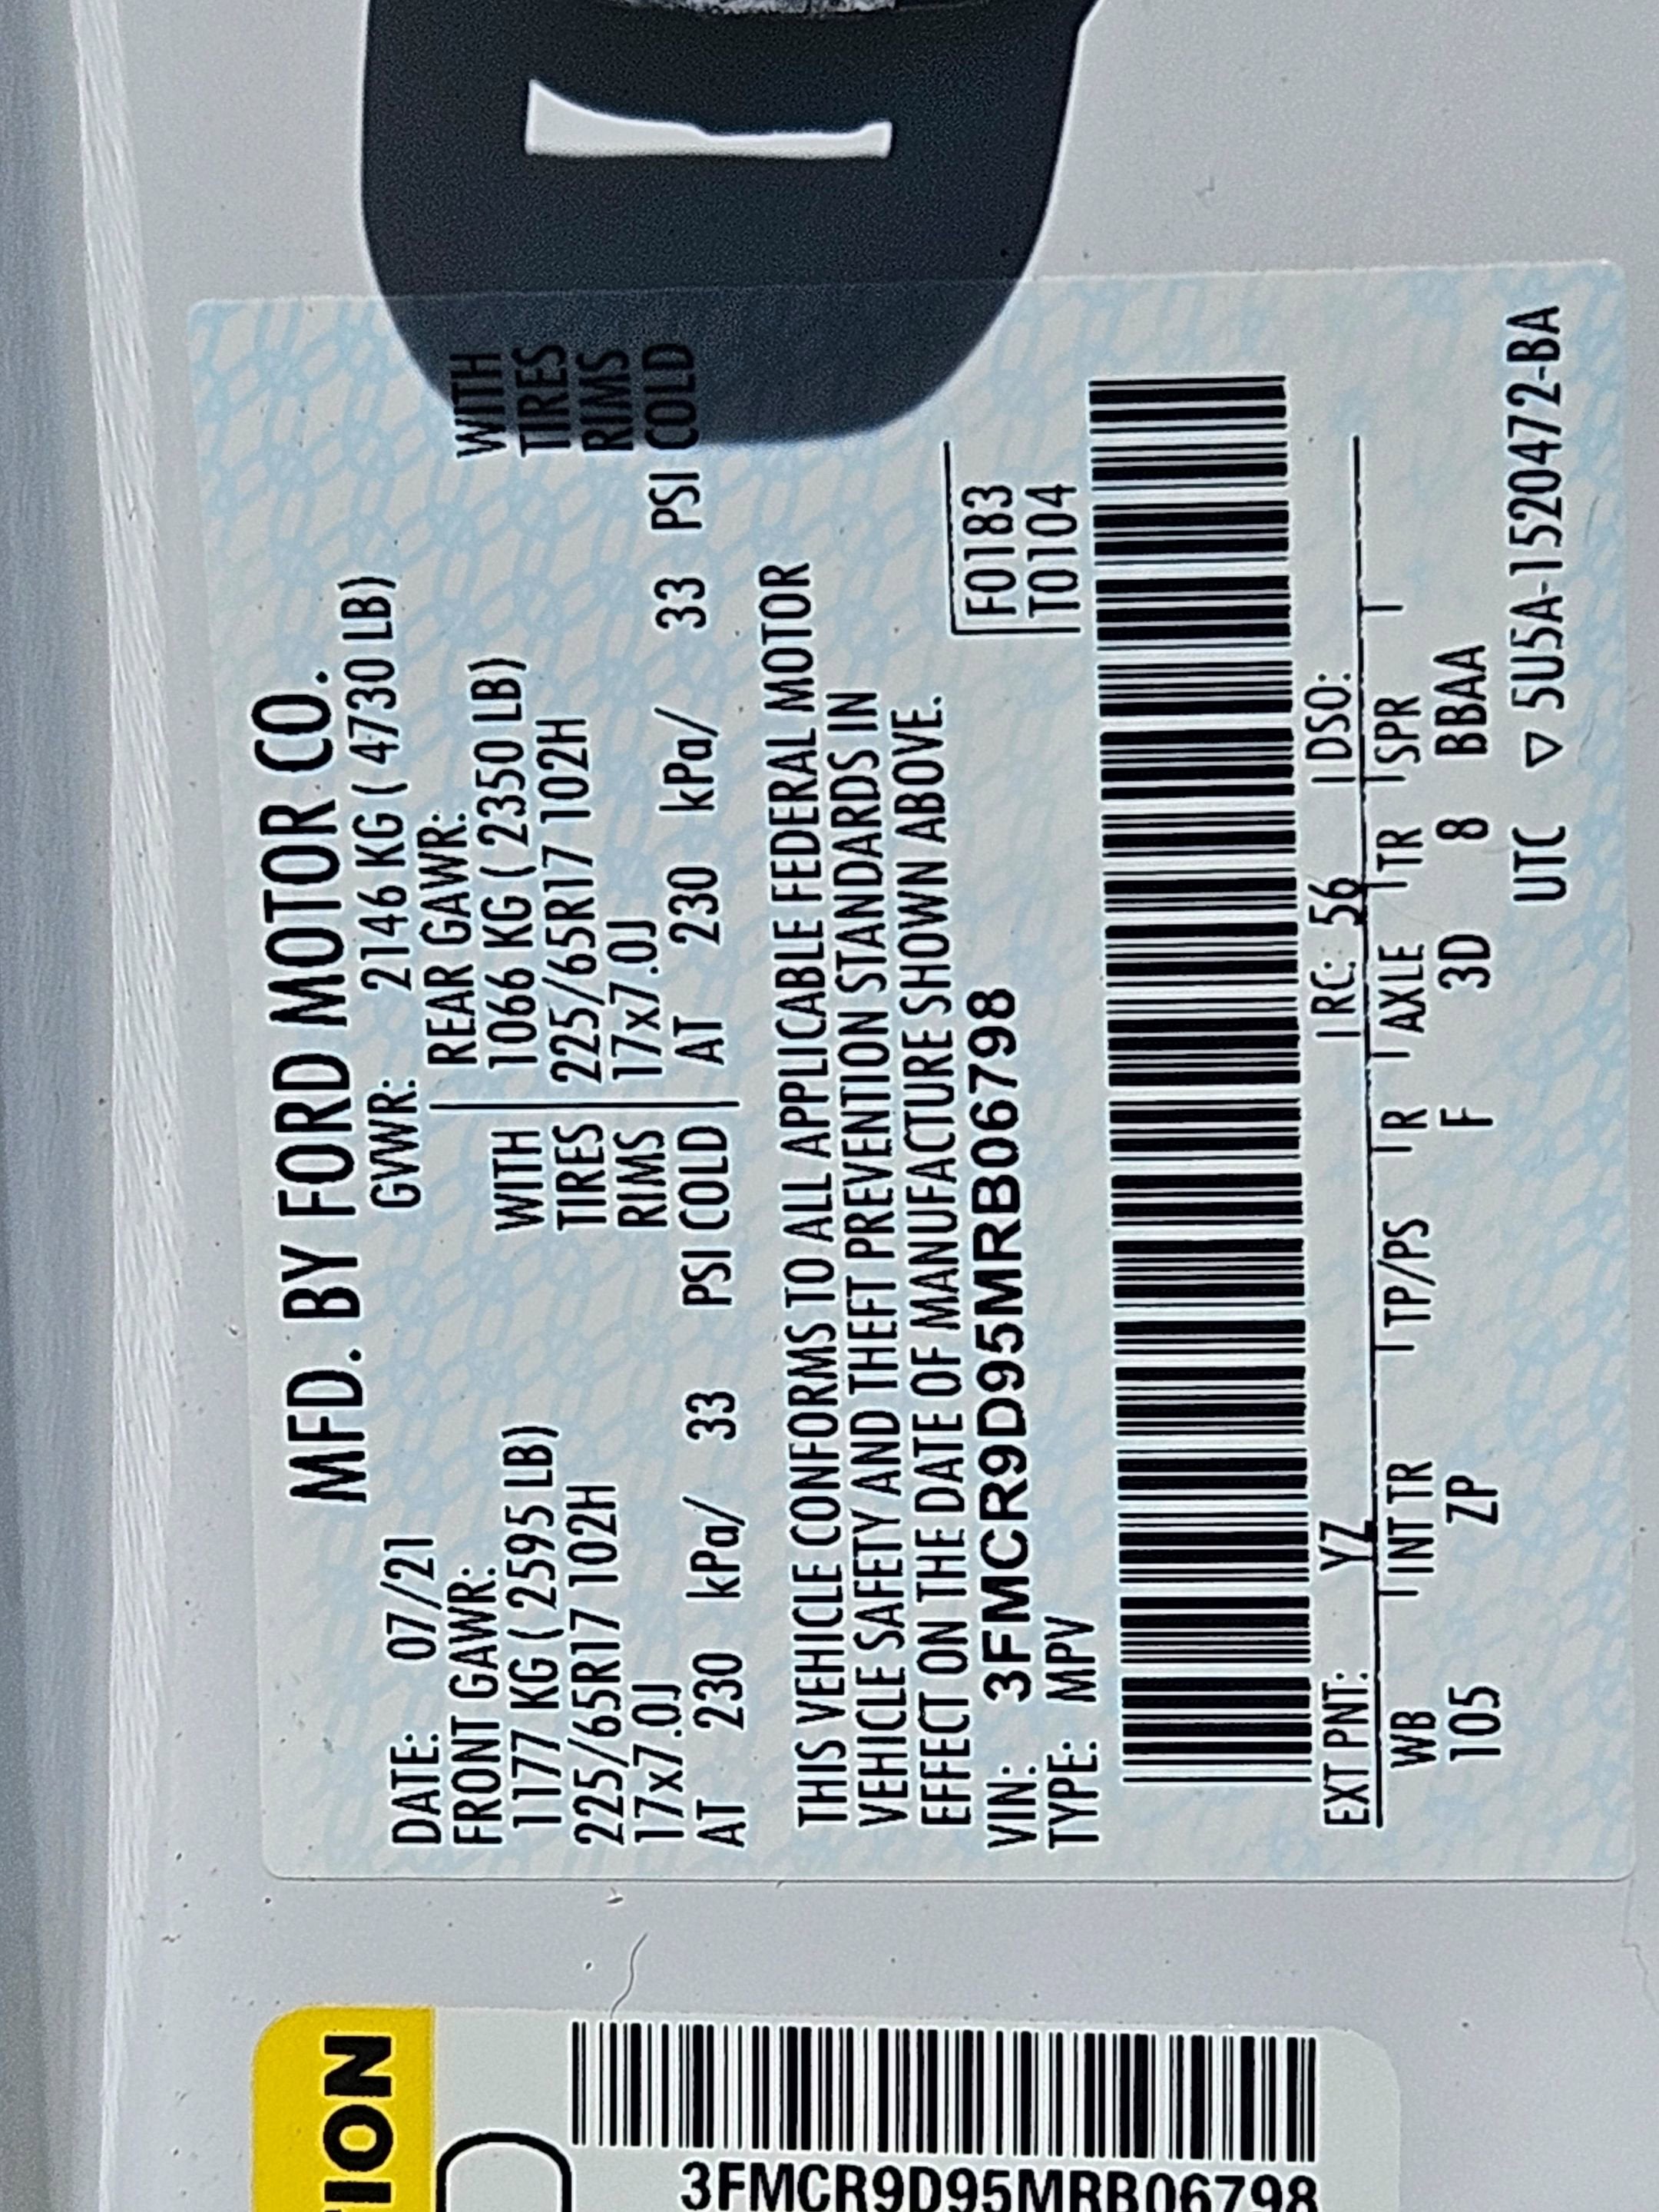 MFD. BY FORD MOTOR CO.
DATE: 07/21 GVWR: 2146 KG ( 4730 LB)
FRONT GAWR: REAR GAWR:
1177 KG ( 2595 LB) WITH 1066 KG ( 2350 LB) WITH
225/65R17 102H TIRES 225/65R17 102H TIRES
17x7.0J RIMS 17x7.0J RIMS
AT 230 kPa/ 33 PSI COLD AT 230 kPa/ 33 PSI COLD
THIS VEHICLE CONFORMS TO ALL APPLICABLE FEDERAL MOTOR
VEHICLE SAFETY AND THEFT PREVENTION STANDARDS IN
EFFECT ON THE DATE OF MANUFACTURE SHOWN ABOVE.
VIN: 3FMCR9D95MRB06798 F0183
TYPE: MPV T0104
EXT PNT: YZ RC: 56 DSO:
WB INT TR TP/PS R AXLE TR SPR
105 ZP F 3D 8 BBAA
UTC ▽ 5U5A-1520472-BA
3FMCR9D95MRB06798